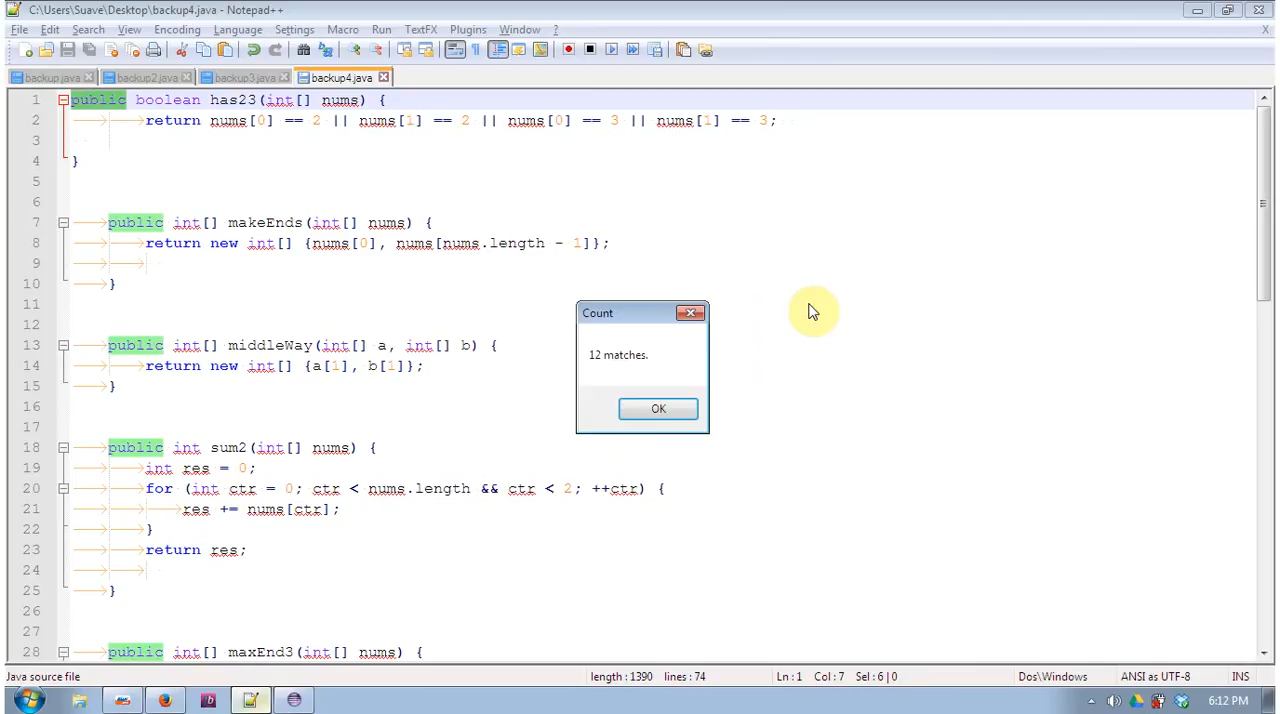 C:\Users\Suave\Desktop\backup4.java - Notepad++
File Edit Search View Encoding Language Settings Macro Run TextFX Plugins Window ? X
backup.java backup2.java backup3.java backup4.java
1 public boolean has23(int[] nums) {
2 return nums[0] == 2 || nums[1] == 2 || nums[0] == 3 || nums[1] == 3;
3
4 }
5
6
7 public int[] makeEnds(int[] nums) {
8 return new int[] {nums[0], nums[nums.length - 1]};
9
10 }
11
12
13 public int[] middleWay(int[] a, int[] b) {
14 return new int[] {a[1], b[1]};
15 }
16
17
18 public int sum2(int[] nums) {
19 int res = 0;
20 for (int ctr = 0; ctr < nums.length && ctr < 2; ++ctr) {
21 res += nums[ctr];
22 }
23 return res;
24
25 }
26
27
28 public int[] maxEnd3(int[] nums) {
Count
12 matches.
OK
Java source file length : 1390 lines : 74 Ln : 1 Col : 7 Sel : 6 | 0 Dos\Windows ANSI as UTF-8 INS
6:12 PM